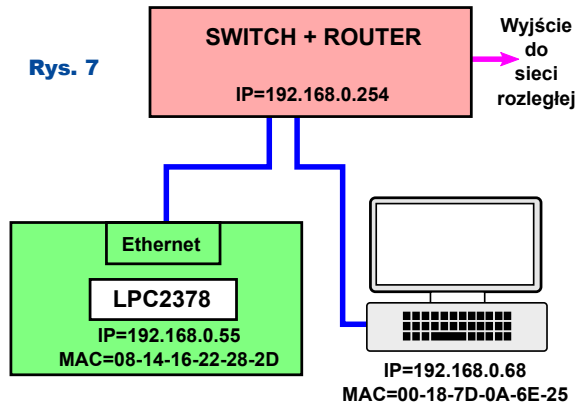 Rys. 7
SWITCH + ROUTER
IP=192.168.0.254
Wyjście
do
sieci
rozległej
Ethernet
LPC2378
IP=192.168.0.55
MAC=08-14-16-22-28-2D
IP=192.168.0.68
MAC=00-18-7D-0A-6E-25